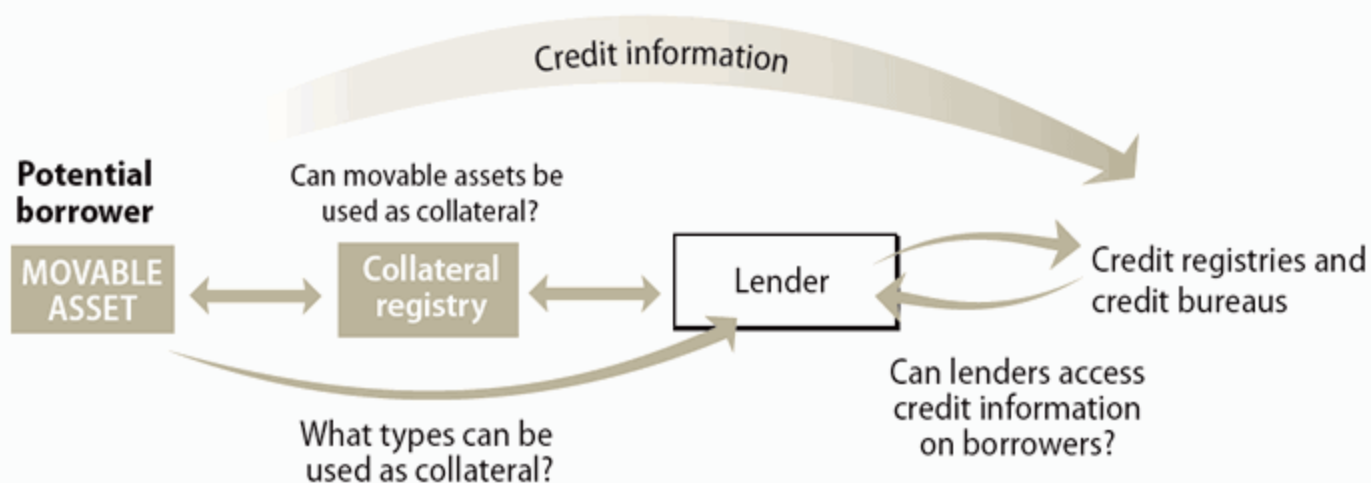 Credit information
Potential
borrower
MOVABLE
ASSET
Can movable assets be
used as collateral?
Collateral
registry
Lender
Credit registries and
credit bureaus
What types can be
used as collateral?
Can lenders access
credit information
on borrowers?